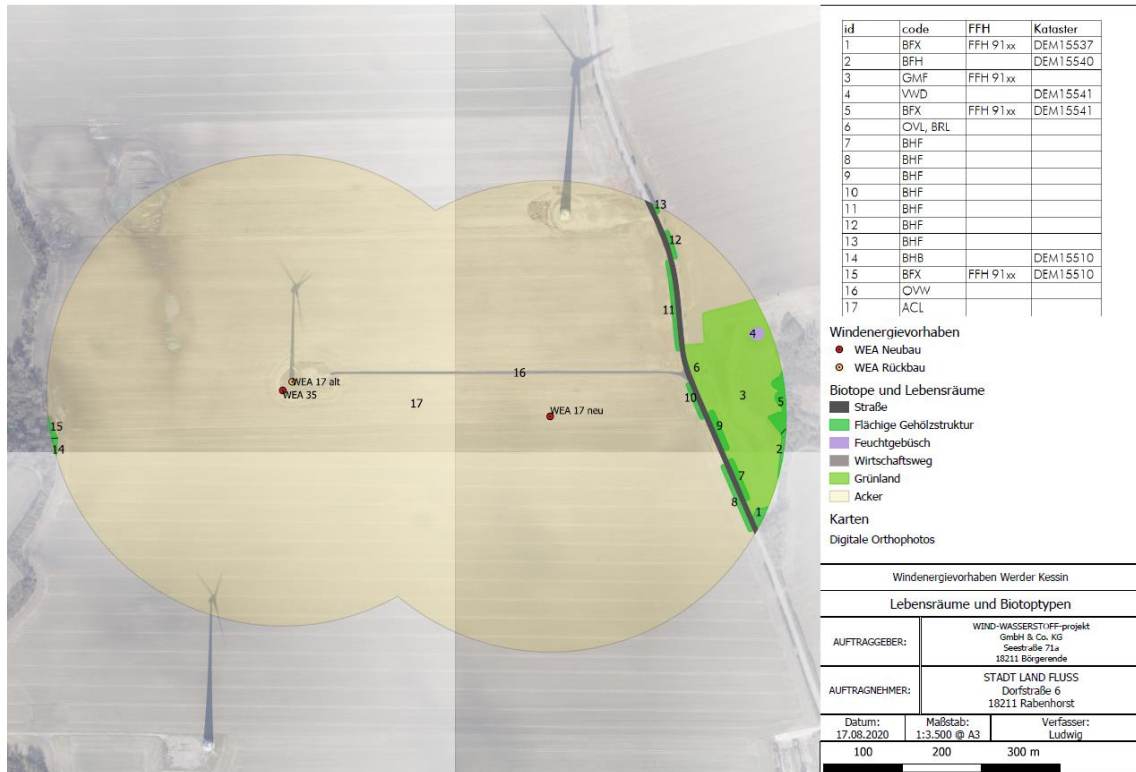 13
12
11
4
6
3
16
WEA 17 alt
WEA 35
17
5
10
WEA 17 neu
15
9
14
2
7
8
1
id code FFH Kataster
1 BFX FFH 91xx DEM15537
2 BFH DEM15540
3 GMF FFH 91xx
4 VWD DEM15541
5 BFX FFH 91xx DEM15541
6 OVL, BRL
7 BHF
8 BHF
9 BHF
10 BHF
11 BHF
12 BHF
13 BHF
14 BHB DEM15510
15 BFX FFH 91xx DEM15510
16 OVW
17 ACL
Windenergievorhaben
WEA Neubau
WEA Rückbau
Biotope und Lebensräume
Straße
Flächige Gehölzstruktur
Feuchtgebüsch
Wirtschaftsweg
Grünland
Acker
Karten
Digitale Orthophotos
Windenergievorhaben Werder Kessin
Lebensräume und Biotoptypen
AUFTRAGGEBER:
WIND-WASSERSTOFF-projekt
GmbH & Co. KG
Seestraße 71a
18211 Börgerende
AUFTRAGNEHMER:
STADT LAND FLUSS
Dorfstraße 6
18211 Rabenhorst
Datum: Maßstab: Verfasser:
17.08.2020 1:3.500 @ A3 Ludwig
100 200 300 m